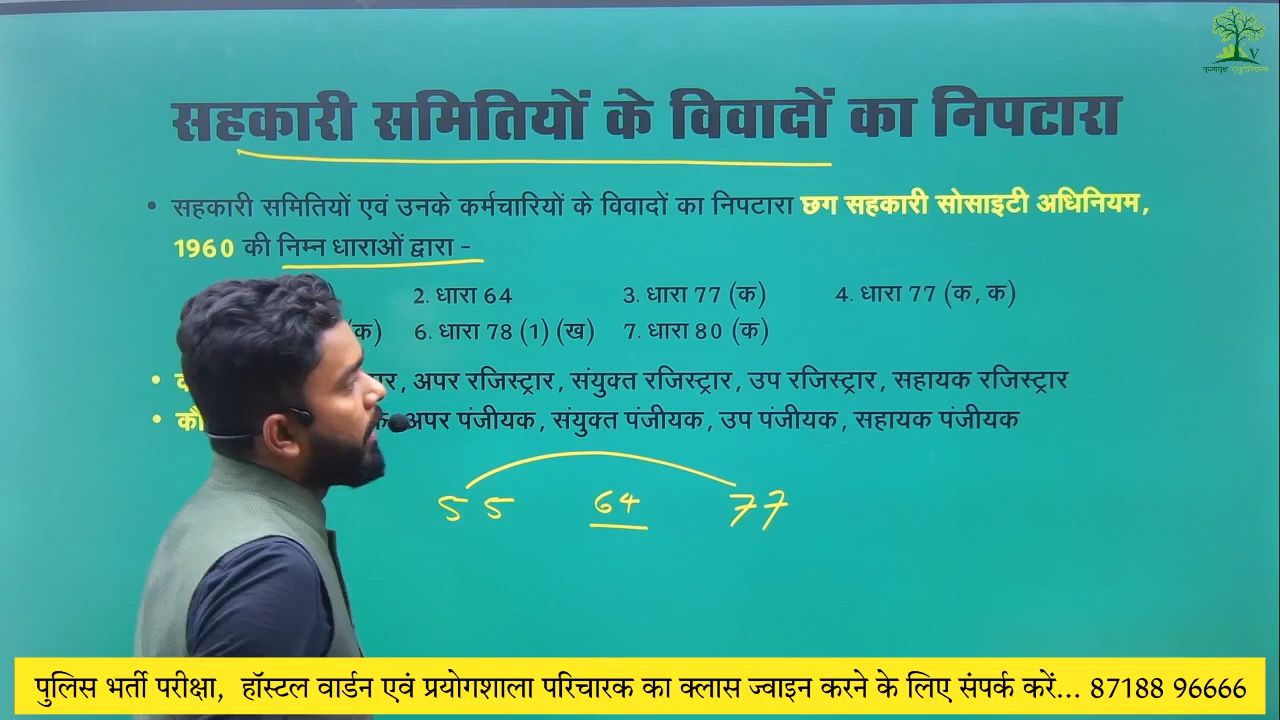 सहकारी समितियों के विवादों का निपटारा
• सहकारी समितियों एवं उनके कर्मचारियों के विवादों का निपटारा छग सहकारी सोसाइटी अधिनियम,
1960 की निम्न धाराओं द्वारा -
2. धारा 64 3. धारा 77 (क) 4. धारा 77 (क, क)
(क) 6. धारा 78 (1) (ख) 7. धारा 80 (क)
• अपर रजिस्ट्रार, संयुक्त रजिस्ट्रार, उप रजिस्ट्रार, सहायक रजिस्ट्रार
• अपर पंजीयक, संयुक्त पंजीयक, उप पंजीयक, सहायक पंजीयक
55 64 77
पुलिस भर्ती परीक्षा, हॉस्टल वार्डन एवं प्रयोगशाला परिचारक का क्लास ज्वाइन करने के लिए संपर्क करें... 87188 96666